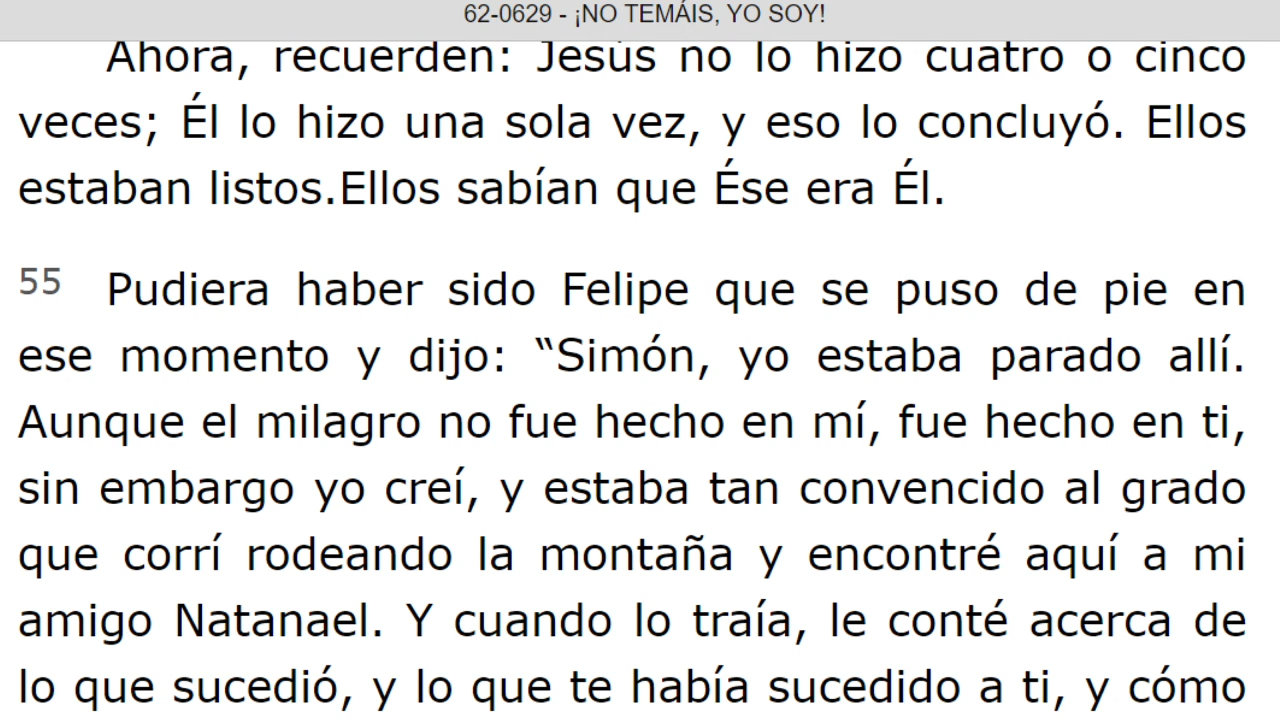 62-0629 - ¡NO TEMÁIS, YO SOY!
Ahora, recuerden: Jesús no lo hizo cuatro o cinco
veces; Él lo hizo una sola vez, y eso lo concluyó. Ellos
estaban listos.Ellos sabían que Ése era Él.
55 Pudiera haber sido Felipe que se puso de pie en
ese momento y dijo: “Simón, yo estaba parado allí.
Aunque el milagro no fue hecho en mí, fue hecho en ti,
sin embargo yo creí, y estaba tan convencido al grado
que corrí rodeando la montaña y encontré aquí a mi
amigo Natanael. Y cuando lo traía, le conté acerca de
lo que sucedió, y lo que te había sucedido a ti, y cómo